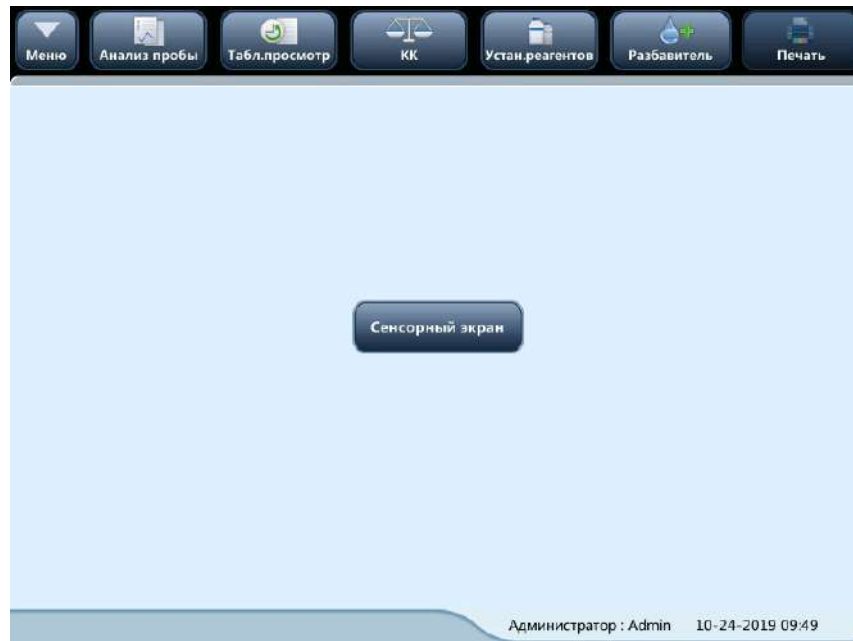 Меню
Анализ пробы
Табл.просмотр
КК
Устан.реагентов
Разбавитель
Печать
Сенсорный экран
Администратор : Admin 10-24-2019 09:49